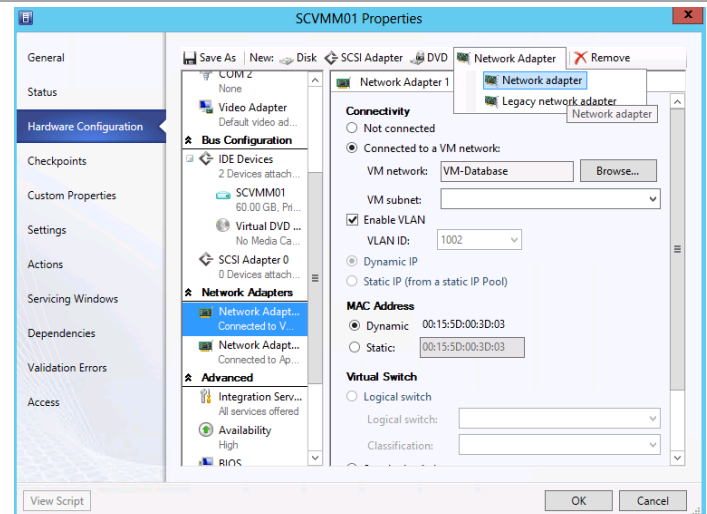 SCVMM01 Properties
x
General
Status
Hardware Configuration
Checkpoints
Custom Properties
Settings
Actions
Servicing Windows
Dependencies
Validation Errors
Access
Save As New: Disk SCSI Adapter DVD Network Adapter Remove
COM 2
None
Video Adapter
Default video ad...
Bus Configuration
IDE Devices
2 Devices attach...
SCVMM01
60.00 GB, Pri...
Virtual DVD ...
No Media Ca...
SCSI Adapter 0
0 Devices attach...
Network Adapters
Network Adapt...
Connected to V...
Network Adapt...
Connected to Ap...
Advanced
Integration Serv...
All services offered
Availability
High
BIOS
Network Adapter 1
Network adapter
Legacy network adapter
Network adapter
Connectivity
Not connected
Connected to a VM network:
VM network: VM-Database Browse...
VM subnet:
Enable VLAN
VLAN ID: 1002
Dynamic IP
Static IP (from a static IP Pool)
MAC Address
Dynamic 00:15:5D:00:3D:03
Static: 00:15:5D:00:3D:03
Virtual Switch
Logical switch
Logical switch:
Classification:
View Script
OK Cancel